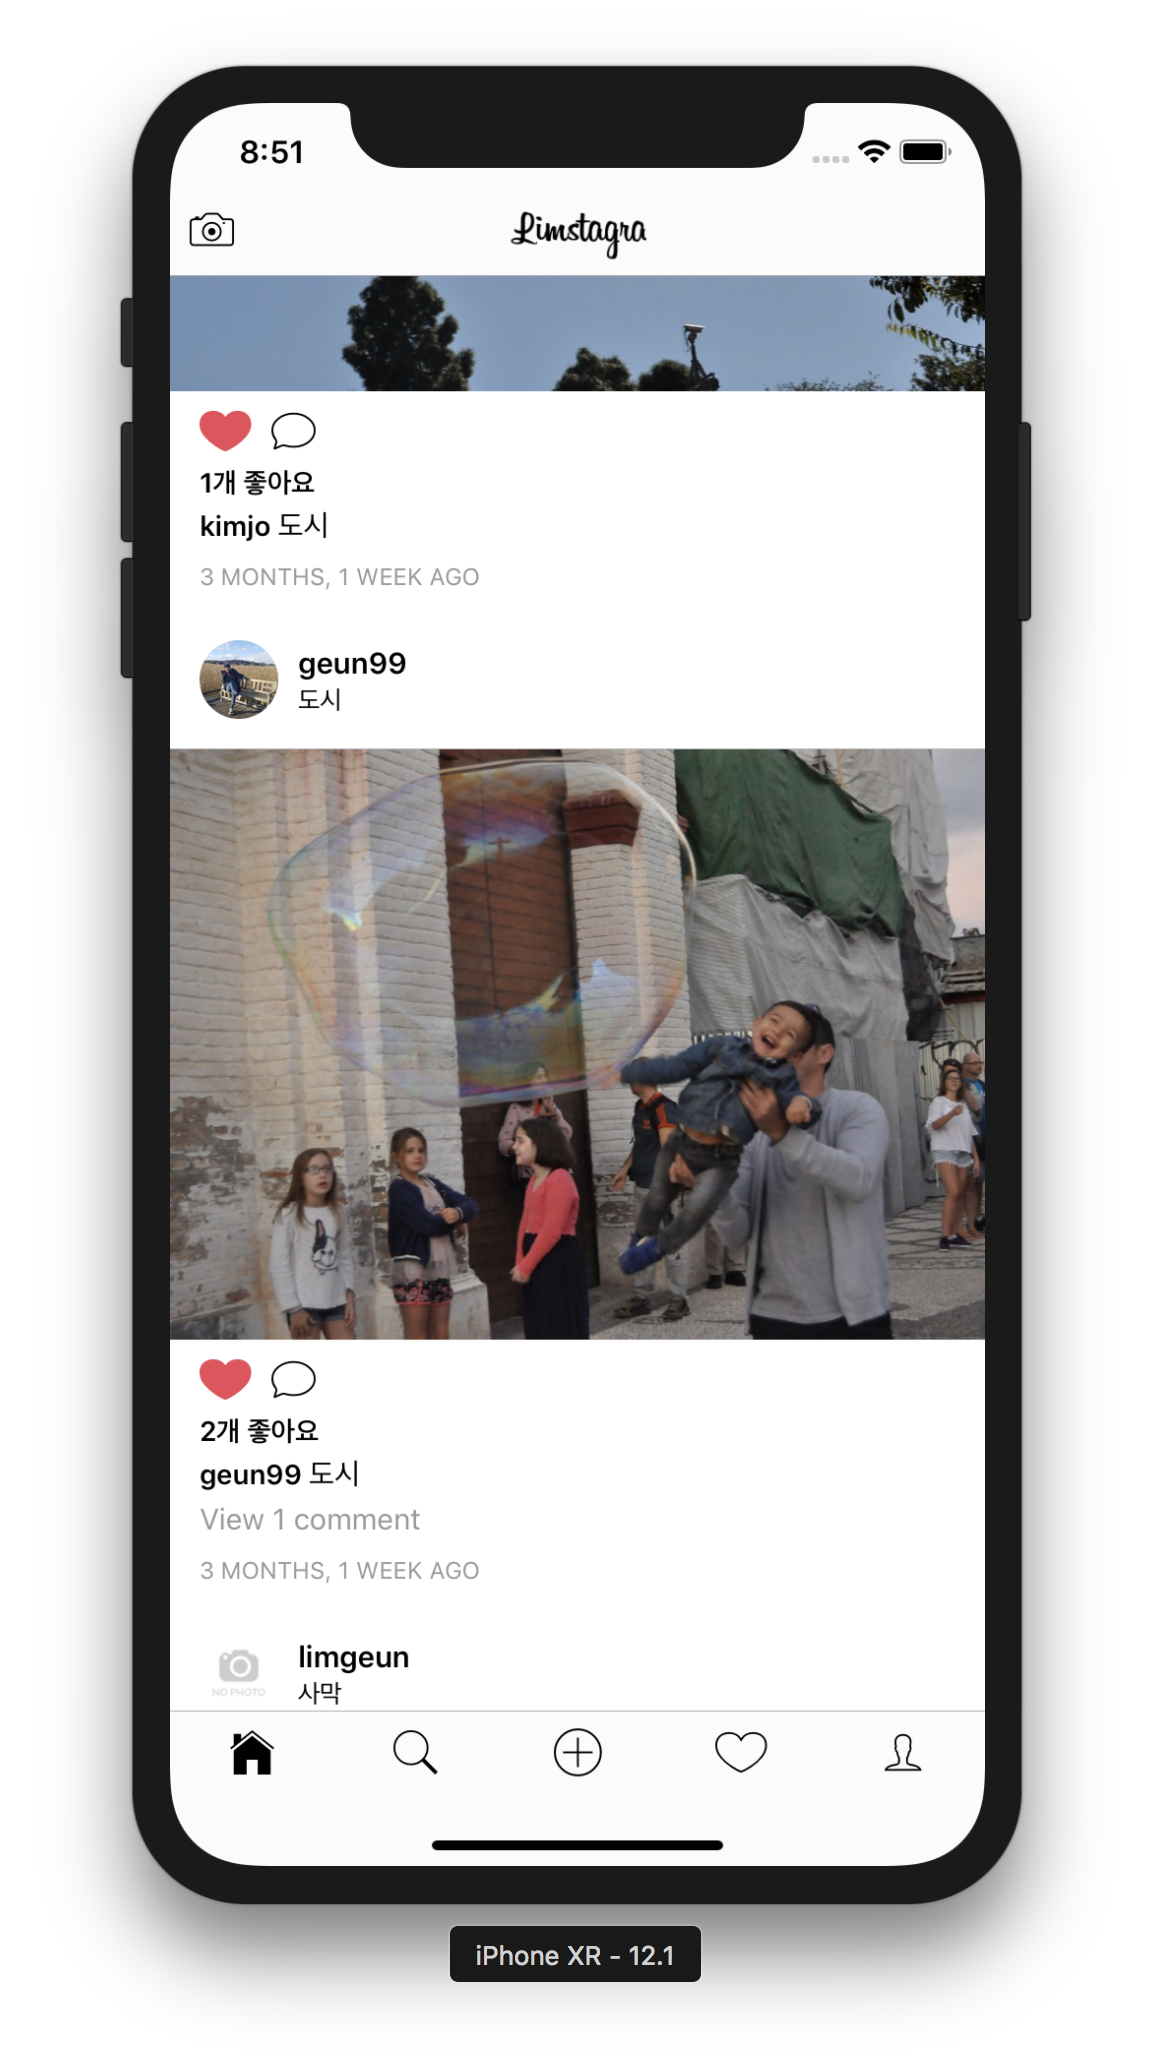 8:51
Limstagra
1개 좋아요
kimjo 도시
3 MONTHS, 1 WEEK AGO
geun99
도시
2개 좋아요
geun99 도시
View 1 comment
3 MONTHS, 1 WEEK AGO
limgeun
NO PHOTO
사막
iPhone XR - 12.1